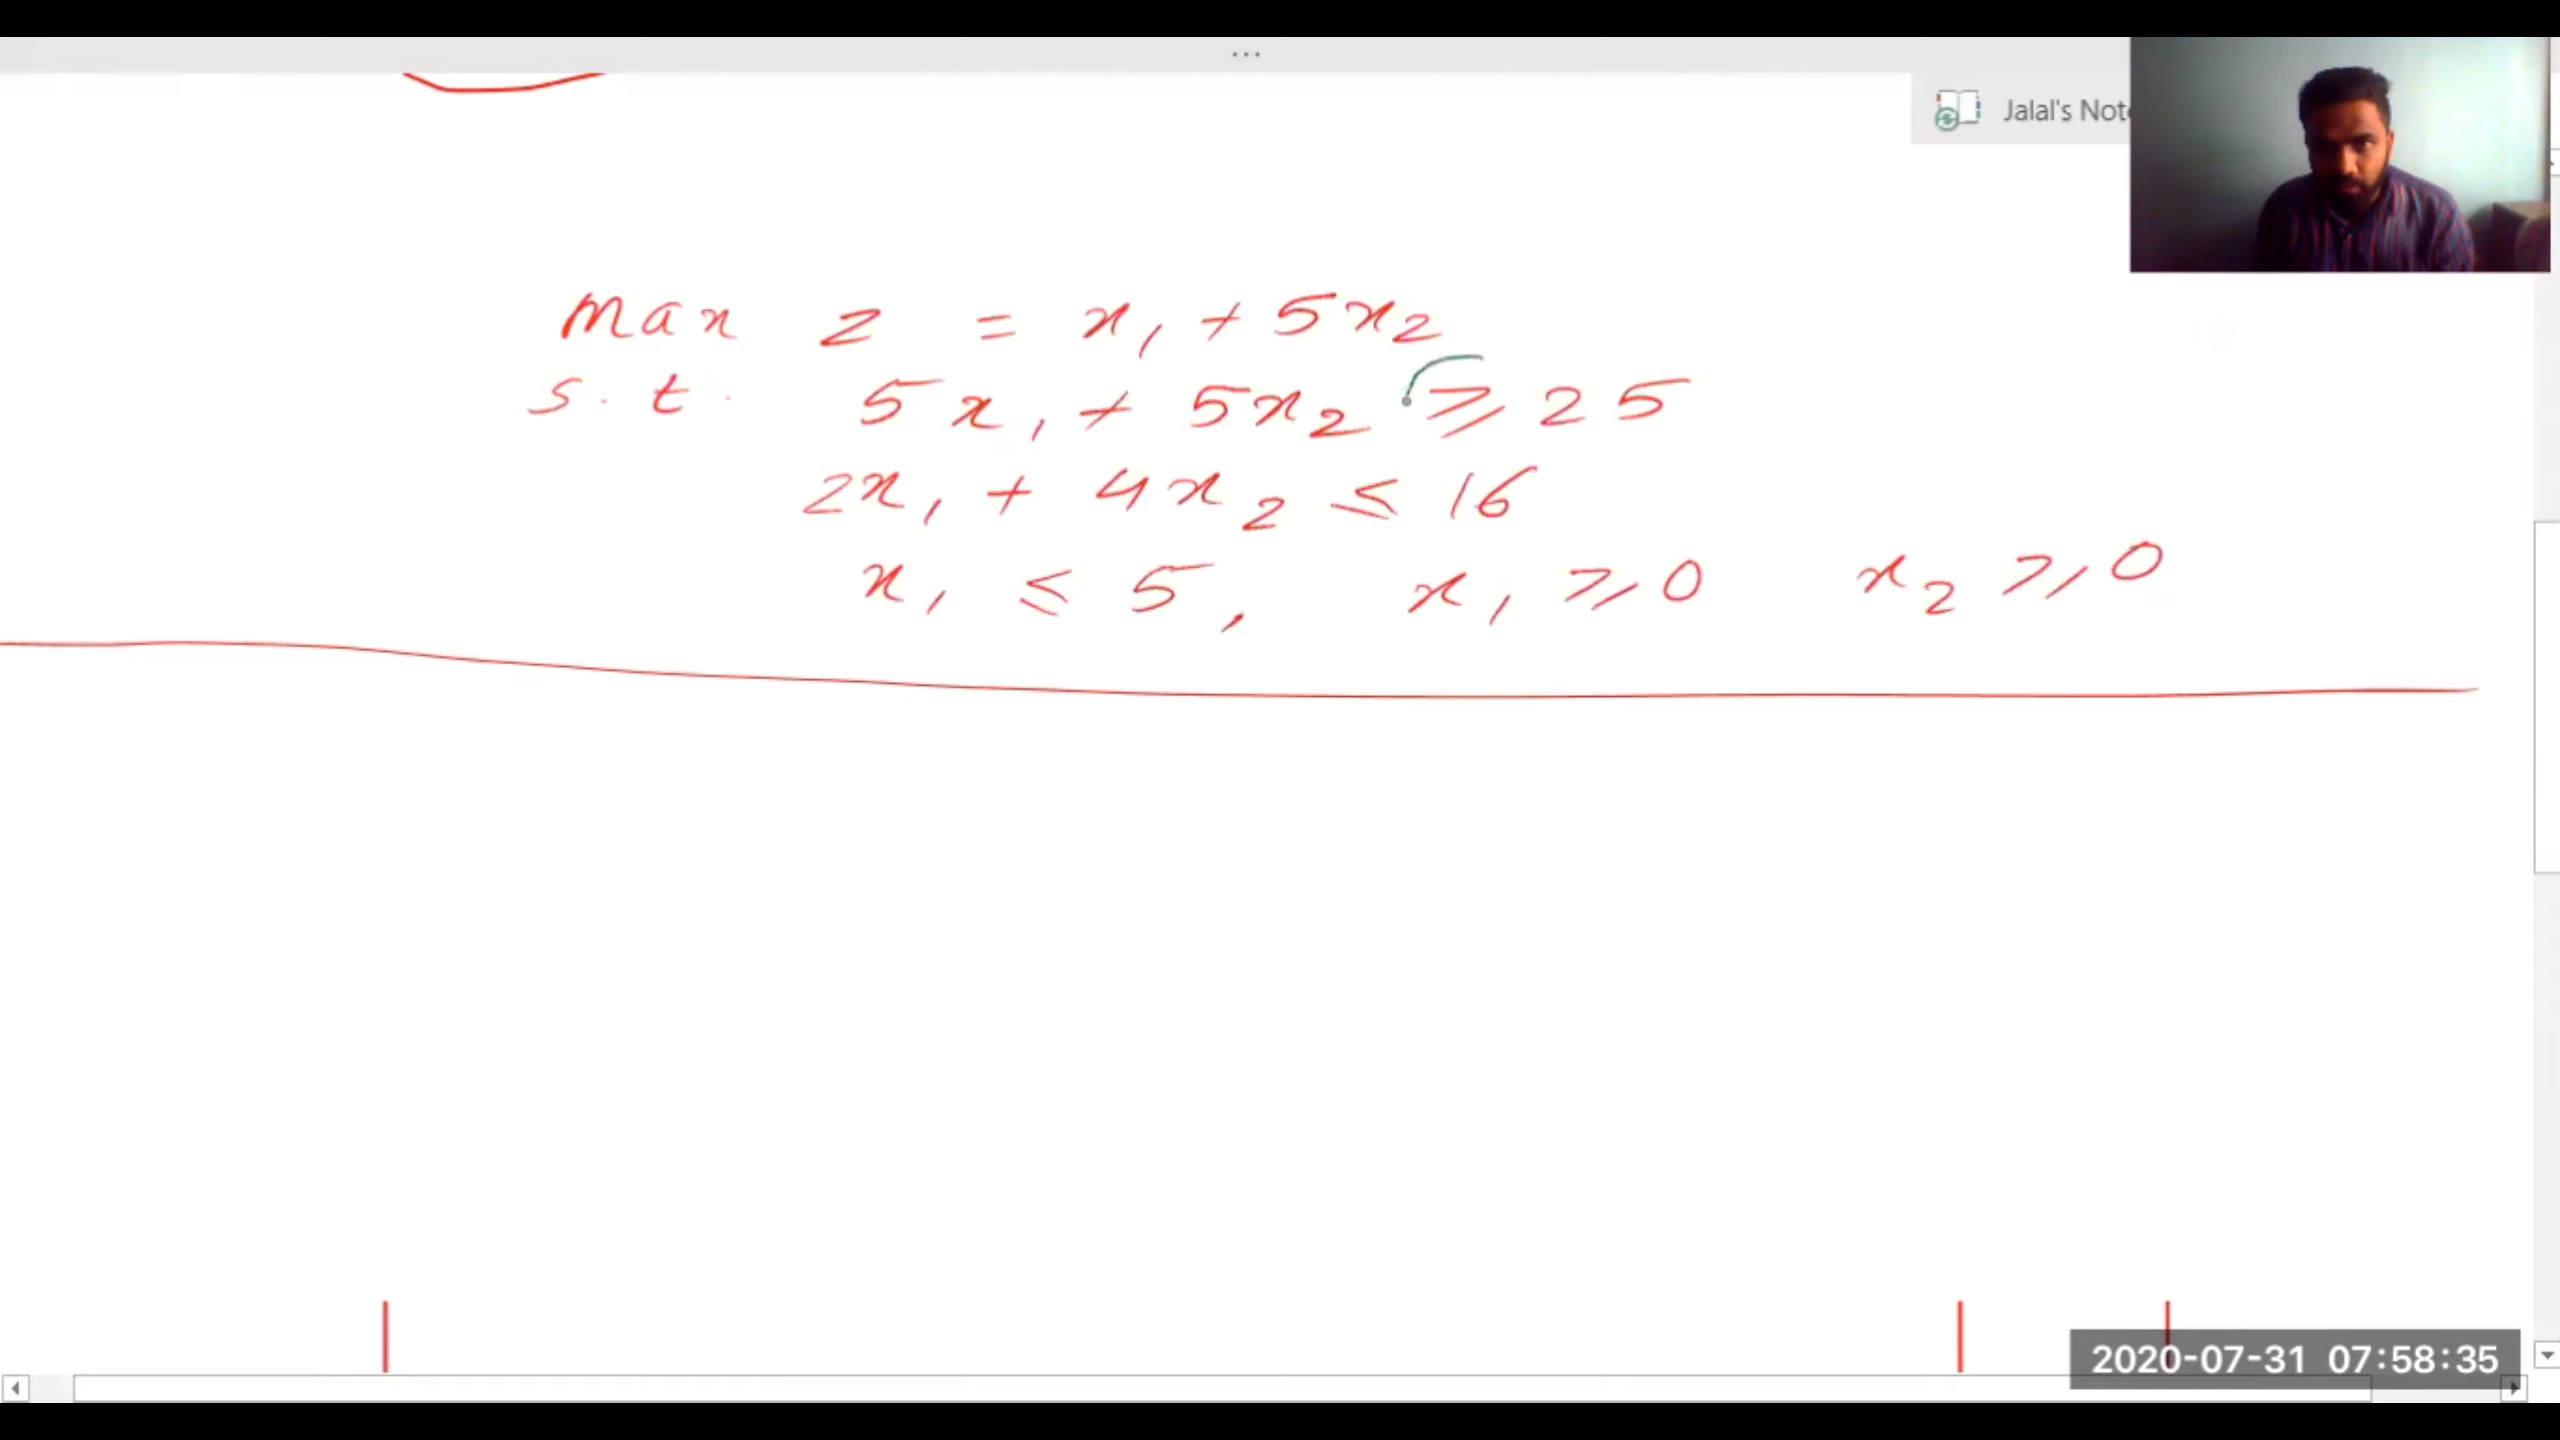 ...
Jalal's Not
max z = x₁ + 5x₂
s.t. 5x₁ + 5x₂ ≥ 25
2x₁ + 4x₂ ≤ 16
x₁ ≤ 5, x₁ ≥ 0 x₂ ≥ 0
2020-07-31 07:58:35